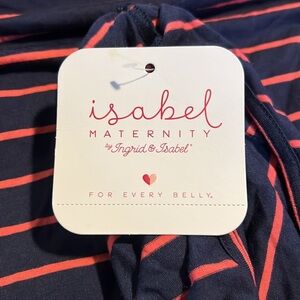 isabel
MATERNITY
by Ingrid & Isabel®
FOR EVERY BELLY.